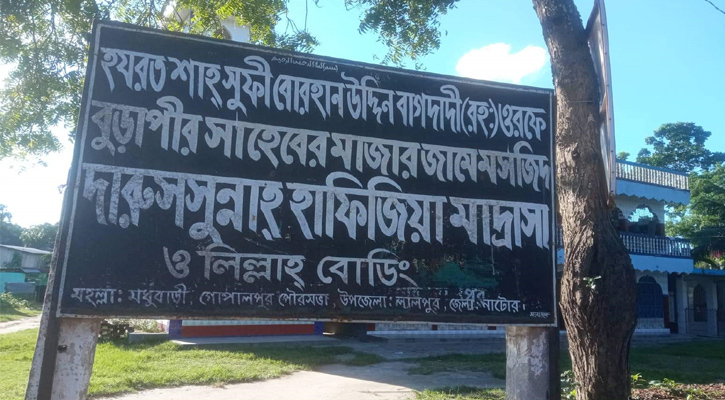 হযরত শাহ্ সুফী বোরহান উদ্দিন বাগদাদী(রহ:)ওরফে
বুড়াপীর সাহেবের মাজার জামে মসজিদ
দারুসসুন্নাহ্ হাফিজিয়া মাদ্রাসা
ও লিল্লাহ্ বোডিং
মহল্লা: মধুবাড়ী, গোপালপুর পৌরসভা, উপজেলা: লালপুর, জেলা: নাটোর।